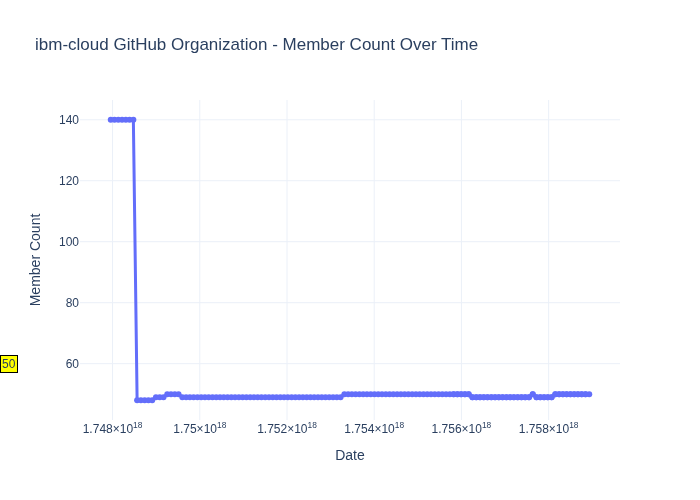 ibm-cloud GitHub Organization - Member Count Over Time
140
120
100
80
60
Member Count
50
1.748×10¹⁸ 1.75×10¹⁸ 1.752×10¹⁸ 1.754×10¹⁸ 1.756×10¹⁸ 1.758×10¹⁸
Date